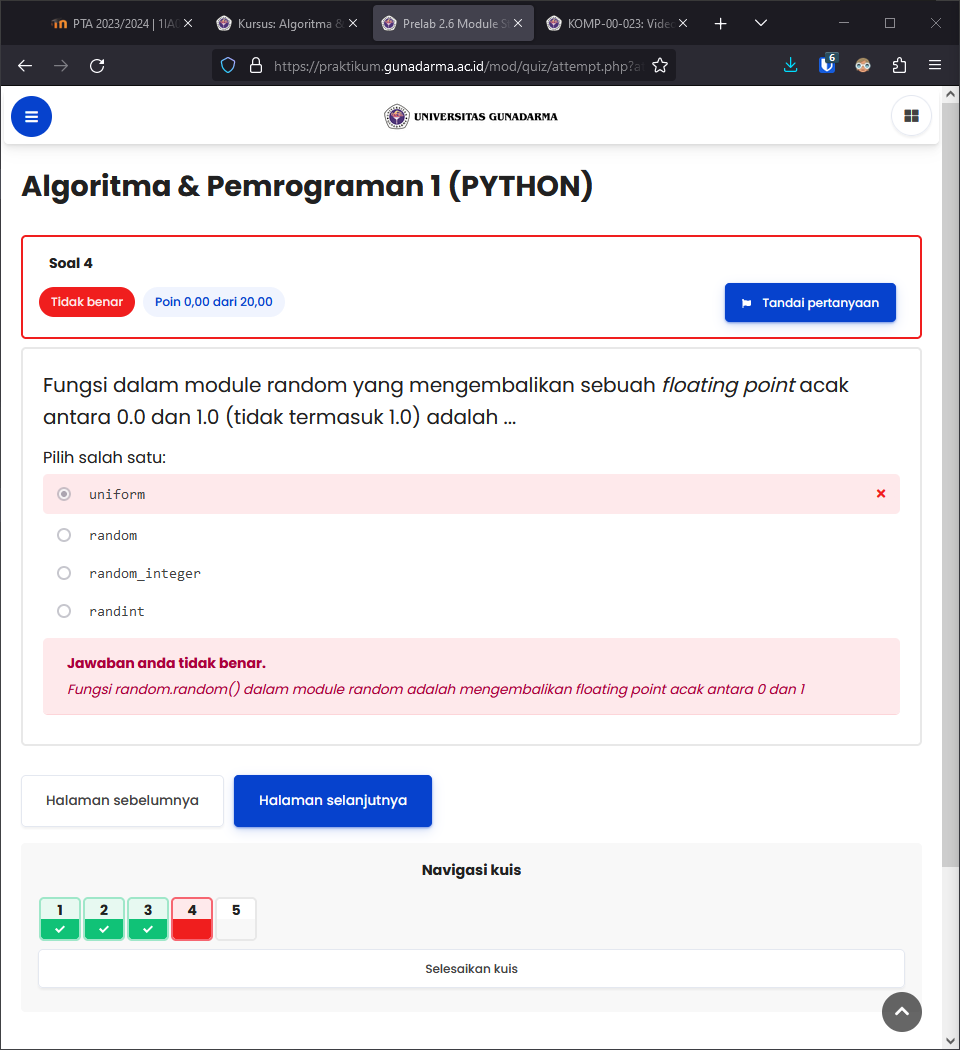 PTA 2023/2024 | 1IA
Kursus: Algoritma &
Prelab 2.6 Module S
KOMP-00-023: Video
https://praktikum.gunadarma.ac.id/mod/quiz/attempt.php?a
6
UNIVERSITAS GUNADARMA
Algoritma & Pemrograman 1 (PYTHON)
Soal 4
Tidak benar
Poin 0,00 dari 20,00
Tandai pertanyaan
Fungsi dalam module random yang mengembalikan sebuah floating point acak
antara 0.0 dan 1.0 (tidak termasuk 1.0) adalah ...
Pilih salah satu:
uniform
random
random_integer
randint
Jawaban anda tidak benar.
Fungsi random.random() dalam module random adalah mengembalikan floating point acak antara 0 dan 1
Halaman sebelumnya
Halaman selanjutnya
Navigasi kuis
1 2 3 4 5
Selesaikan kuis